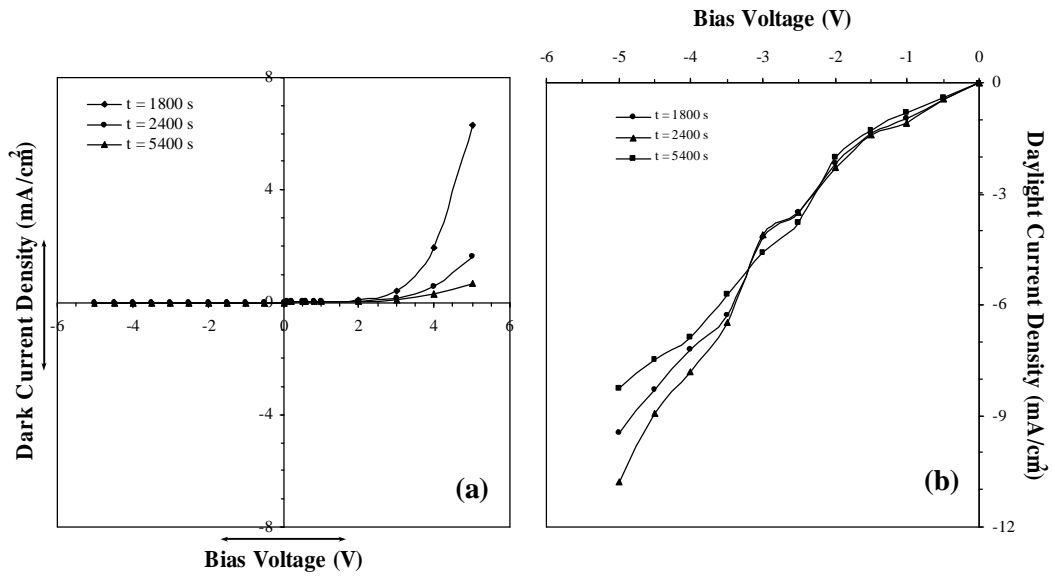 Bias Voltage (V)
-6 -5 -4 -3 -2 -1 0
8
4
0
-4
-8
-6 -4 -2 0 2 4 6
t = 1800 s
t = 2400 s
t = 5400 s
Dark Current Density (mA/cm²)
(a)
Bias Voltage (V)
0
-3
-6
-9
-12
t = 1800 s
t = 2400 s
t = 5400 s
Daylight Current Density (mA/cm²)
(b)